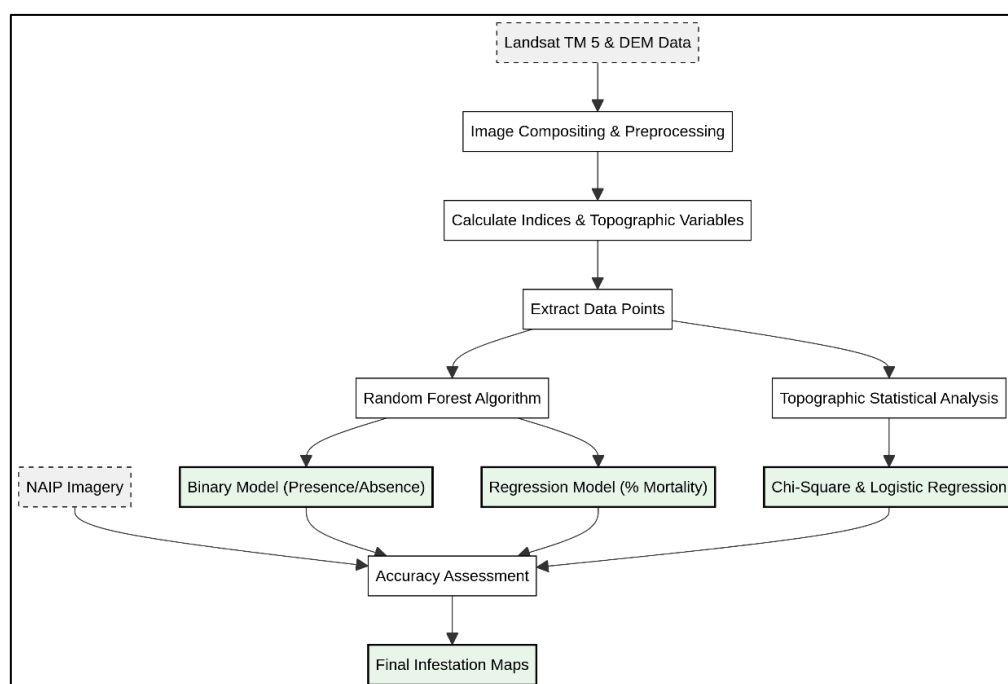 Landsat TM 5 & DEM Data
Image Compositing & Preprocessing
Calculate Indices & Topographic Variables
Extract Data Points
Random Forest Algorithm
Topographic Statistical Analysis
NAIP Imagery
Binary Model (Presence/Absence)
Regression Model (% Mortality)
Chi-Square & Logistic Regression
Accuracy Assessment
Final Infestation Maps